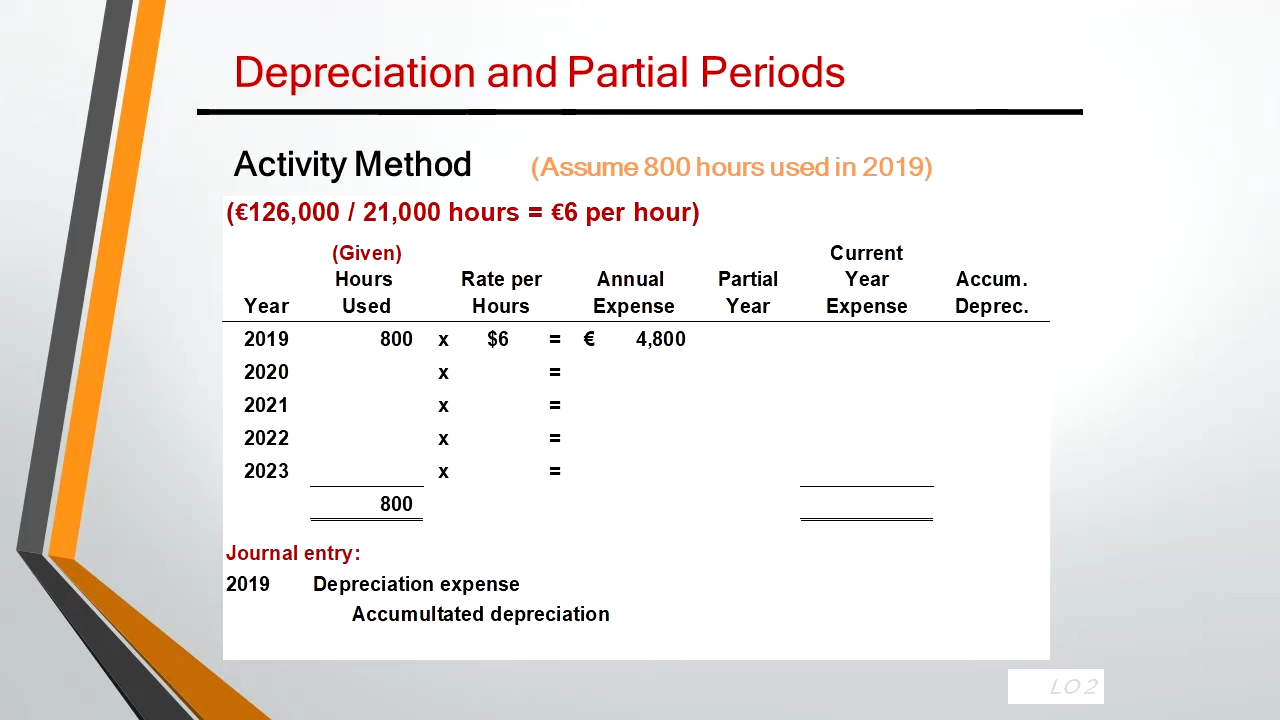 Depreciation and Partial Periods
Activity Method (Assume 800 hours used in 2019)
(€126,000 / 21,000 hours = €6 per hour)
(Given) Current
Hours Rate per Annual Partial Year Accum.
Year Used Hours Expense Year Expense Deprec.
2019 800 x $6 = € 4,800
2020 x =
2021 x =
2022 x =
2023 x =
800
Journal entry:
2019 Depreciation expense
Accumultated depreciation
LO 2